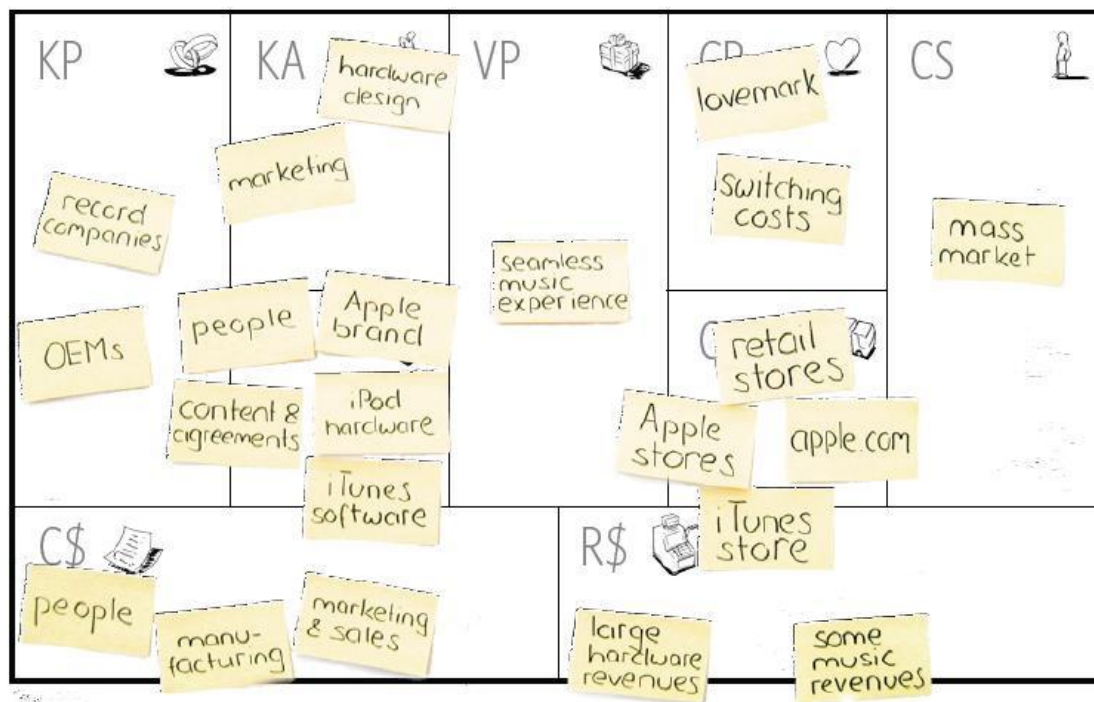 KP
record
companies
OEMs
KA
hardware
design
marketing
people
Apple
brand
content &
agreements
iPod
hardware
iTunes
software
VP
seamless
music
experience
lovemark
switching
costs
retail
stores
Apple
stores
apple.com
iTunes
store
CS
mass
market
C$
people
manu-
facturing
marketing
& sales
R$
large
hardware
revenues
some
music
revenues